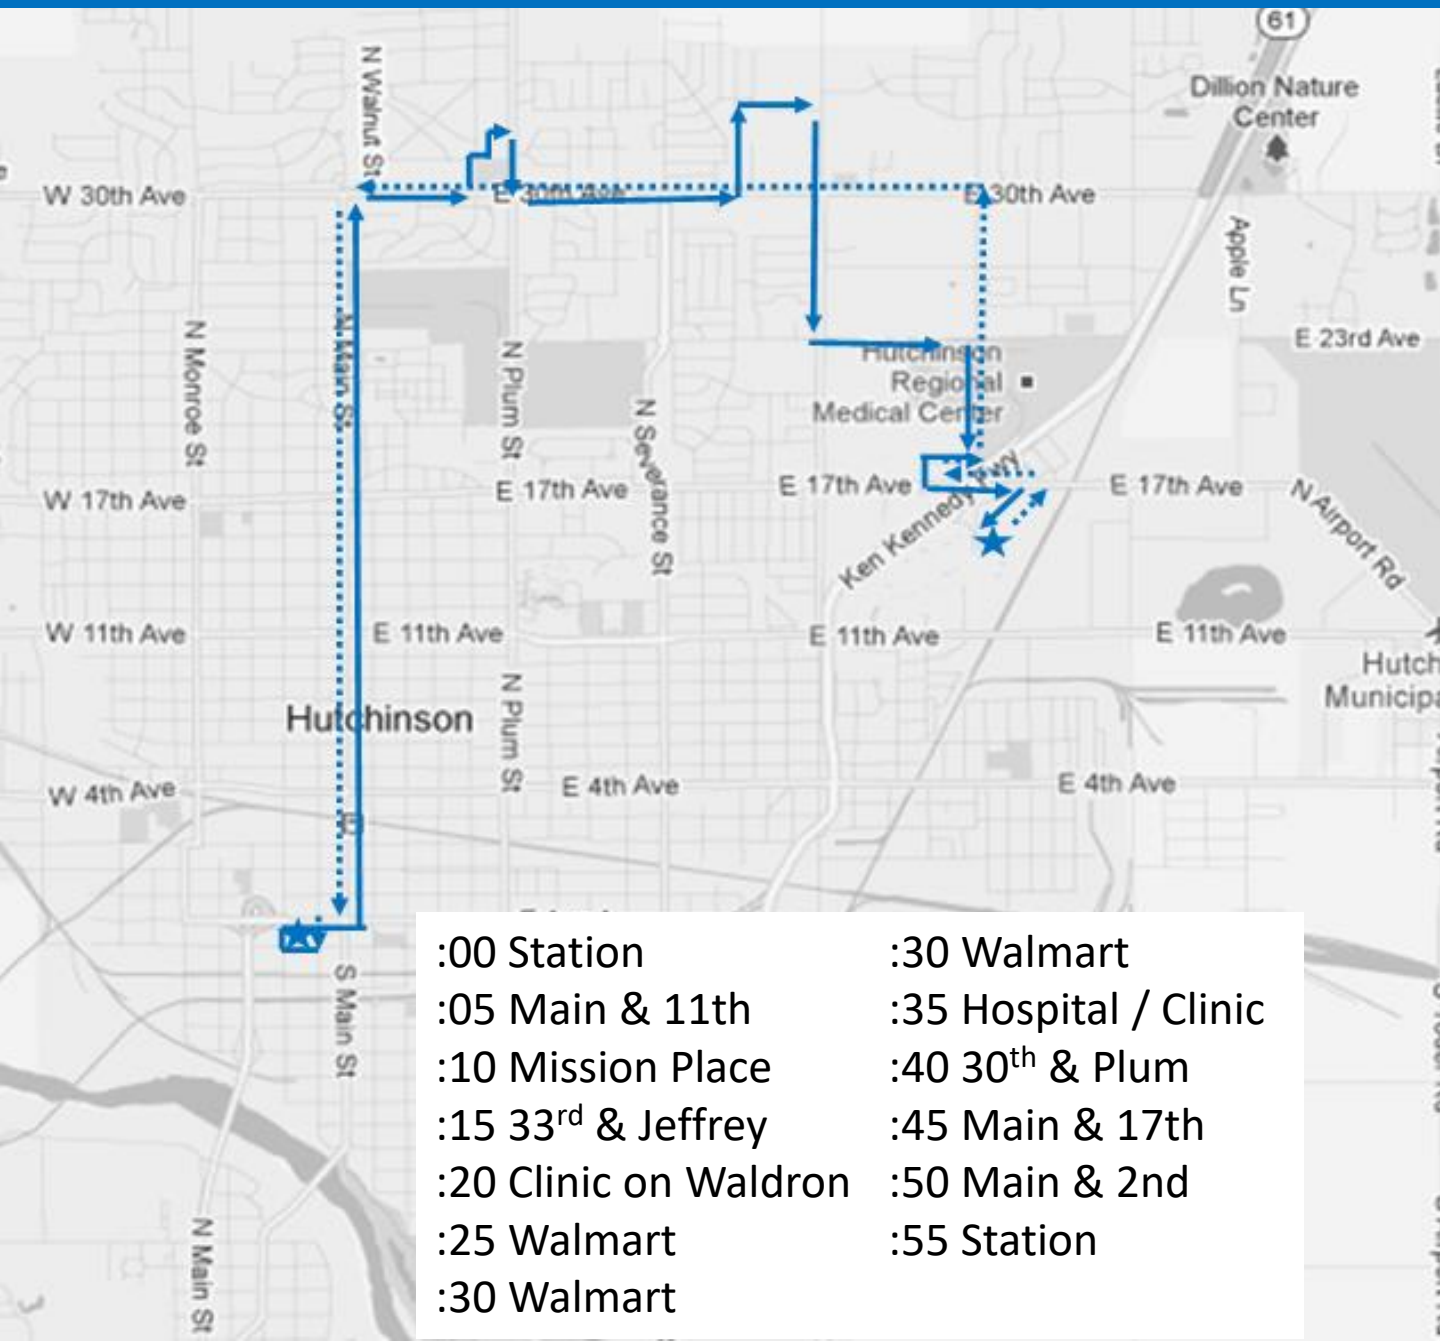 61
Dillion Nature
Center
N Walnut St
W 30th Ave
E 30th Ave
E 30th Ave
Apple Ln
N Monroe St
N Main St
N Plum St
N Severance St
E 23rd Ave
Hutchinson
Regional
Medical Center
W 17th Ave
E 17th Ave
E 17th Ave
E 17th Ave
N Airport Rd
Ken Kennedy Fwy
W 11th Ave
E 11th Ave
E 11th Ave
E 11th Ave
Hutch
Municipa
Hutchinson
N Plum St
W 4th Ave
E 4th Ave
E 4th Ave
S Main St
N Main St
:00 Station
:05 Main & 11th
:10 Mission Place
:15 33rd & Jeffrey
:20 Clinic on Waldron
:25 Walmart
:30 Walmart
:30 Walmart
:35 Hospital / Clinic
:40 30th & Plum
:45 Main & 17th
:50 Main & 2nd
:55 Station